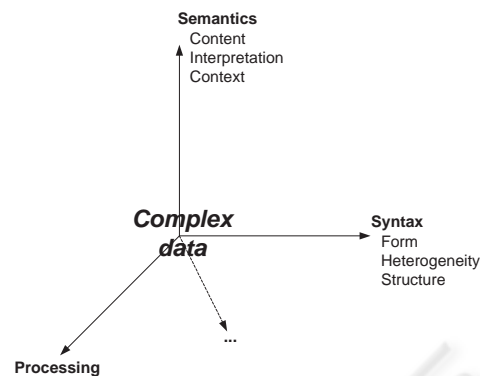 Semantics
Content
Interpretation
Context
Complex
data
Syntax
Form
Heterogeneity
Structure
...
Processing